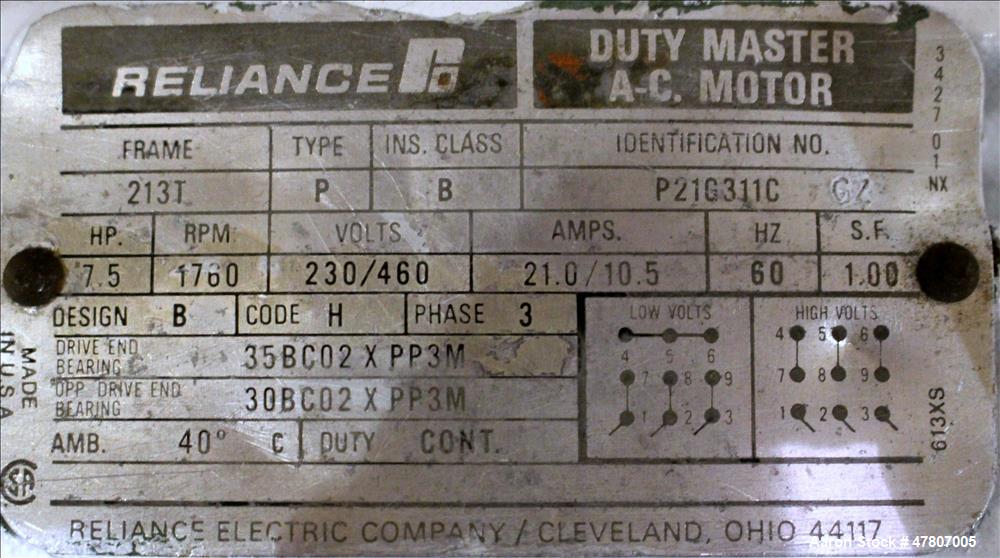 RELIANCE
DUTY MASTER
A-C. MOTOR
342701NX
FRAME TYPE INS. CLASS IDENTIFICATION NO.
213T P B P21G311C GZ
HP. RPM VOLTS AMPS. HZ S.F.
7.5 1760 230/460 21.0/10.5 60 1.00
DESIGN B CODE H PHASE 3
LOW VOLTS HIGH VOLTS
4 5 6 4 5 6
7 8 9 7 8 9
1 2 3 1 2 3
DRIVE END
BEARING 35BC02 X PP3M
OPP. DRIVE END
BEARING 30BC02 X PP3M
AMB. 40° C DUTY CONT.
MADE
IN U.S.A
613XS
RELIANCE ELECTRIC COMPANY / CLEVELAND, OHIO 44117
Aaron Stock # 47807005